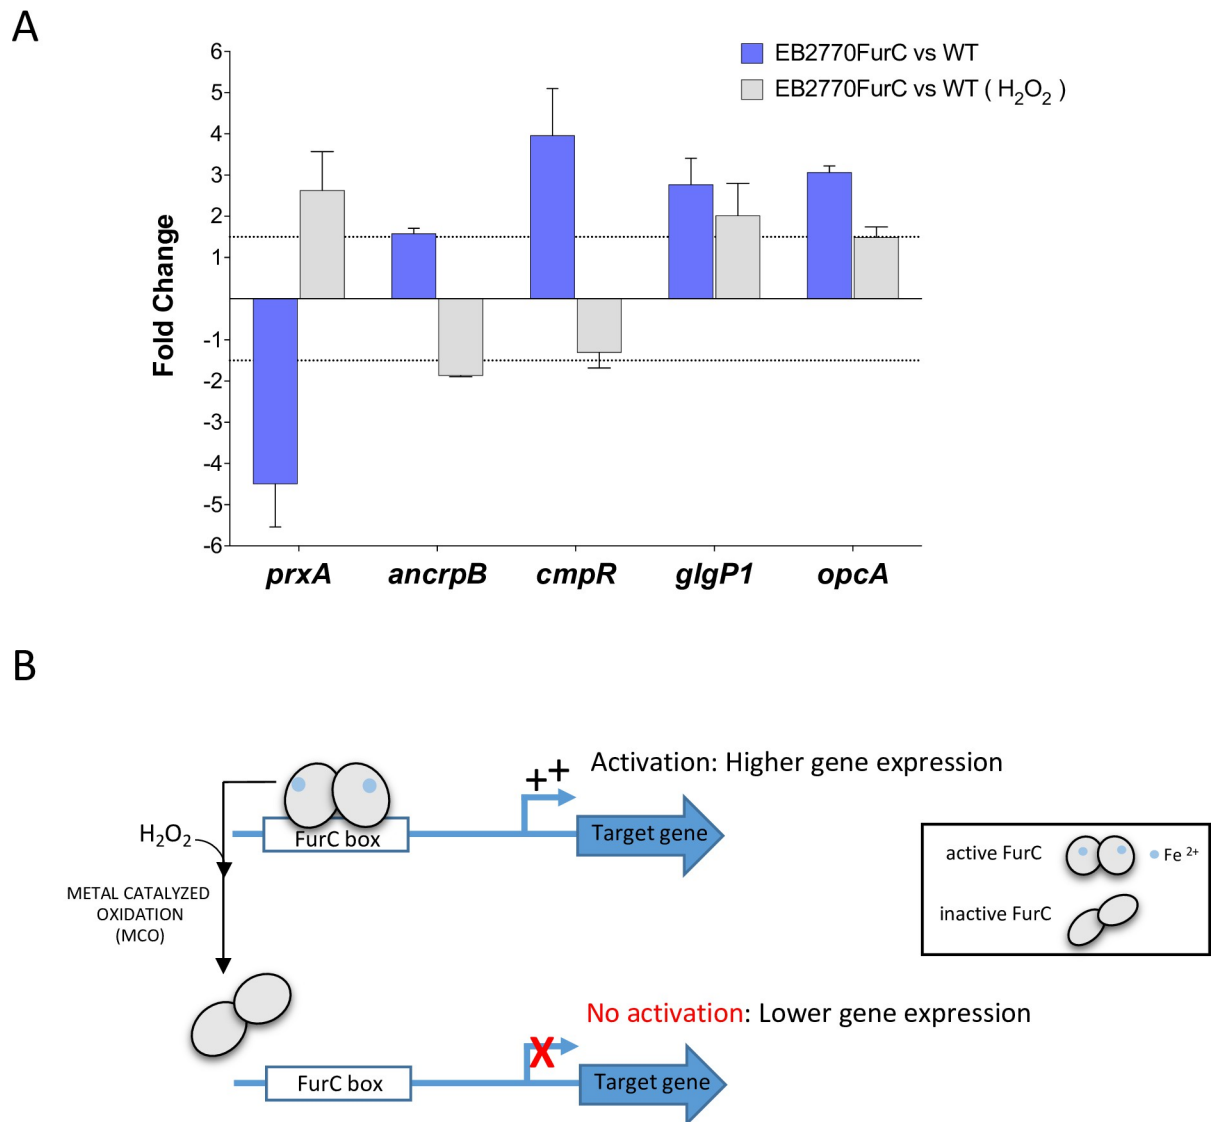 A
EB2770FurC vs WT
EB2770FurC vs WT ( H₂O₂ )
Fold Change
6
5
4
3
2
1
-1
-2
-3
-4
-5
-6
prxA ancrpB cmpR glgP1 opcA
B
++
Activation: Higher gene expression
H₂O₂
FurC box
Target gene
METAL CATALYZED
OXIDATION
(MCO)
active FurC
Fe ²⁺
inactive FurC
No activation: Lower gene expression
X
FurC box
Target gene